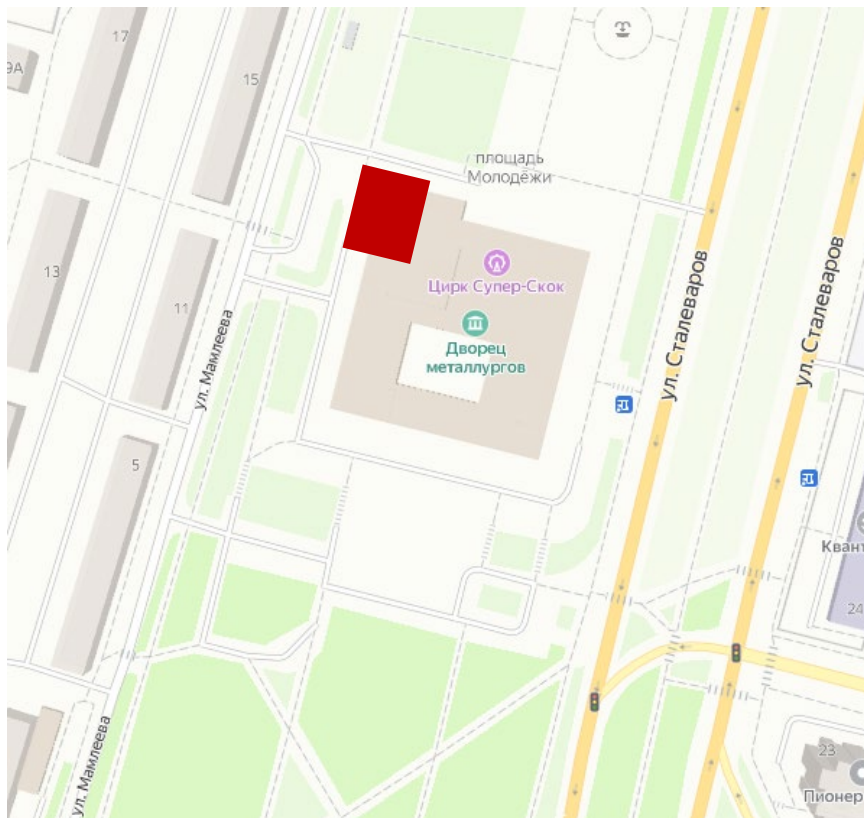 17
9А
15
площадь
Молодёжи
13
Цирк Супер-Скок
11
Дворец
металлургов
ул. Мамлеева
ул. Сталеваров
ул. Сталеваров
5
Квант
24
ул. Мамлеева
23
Пионер